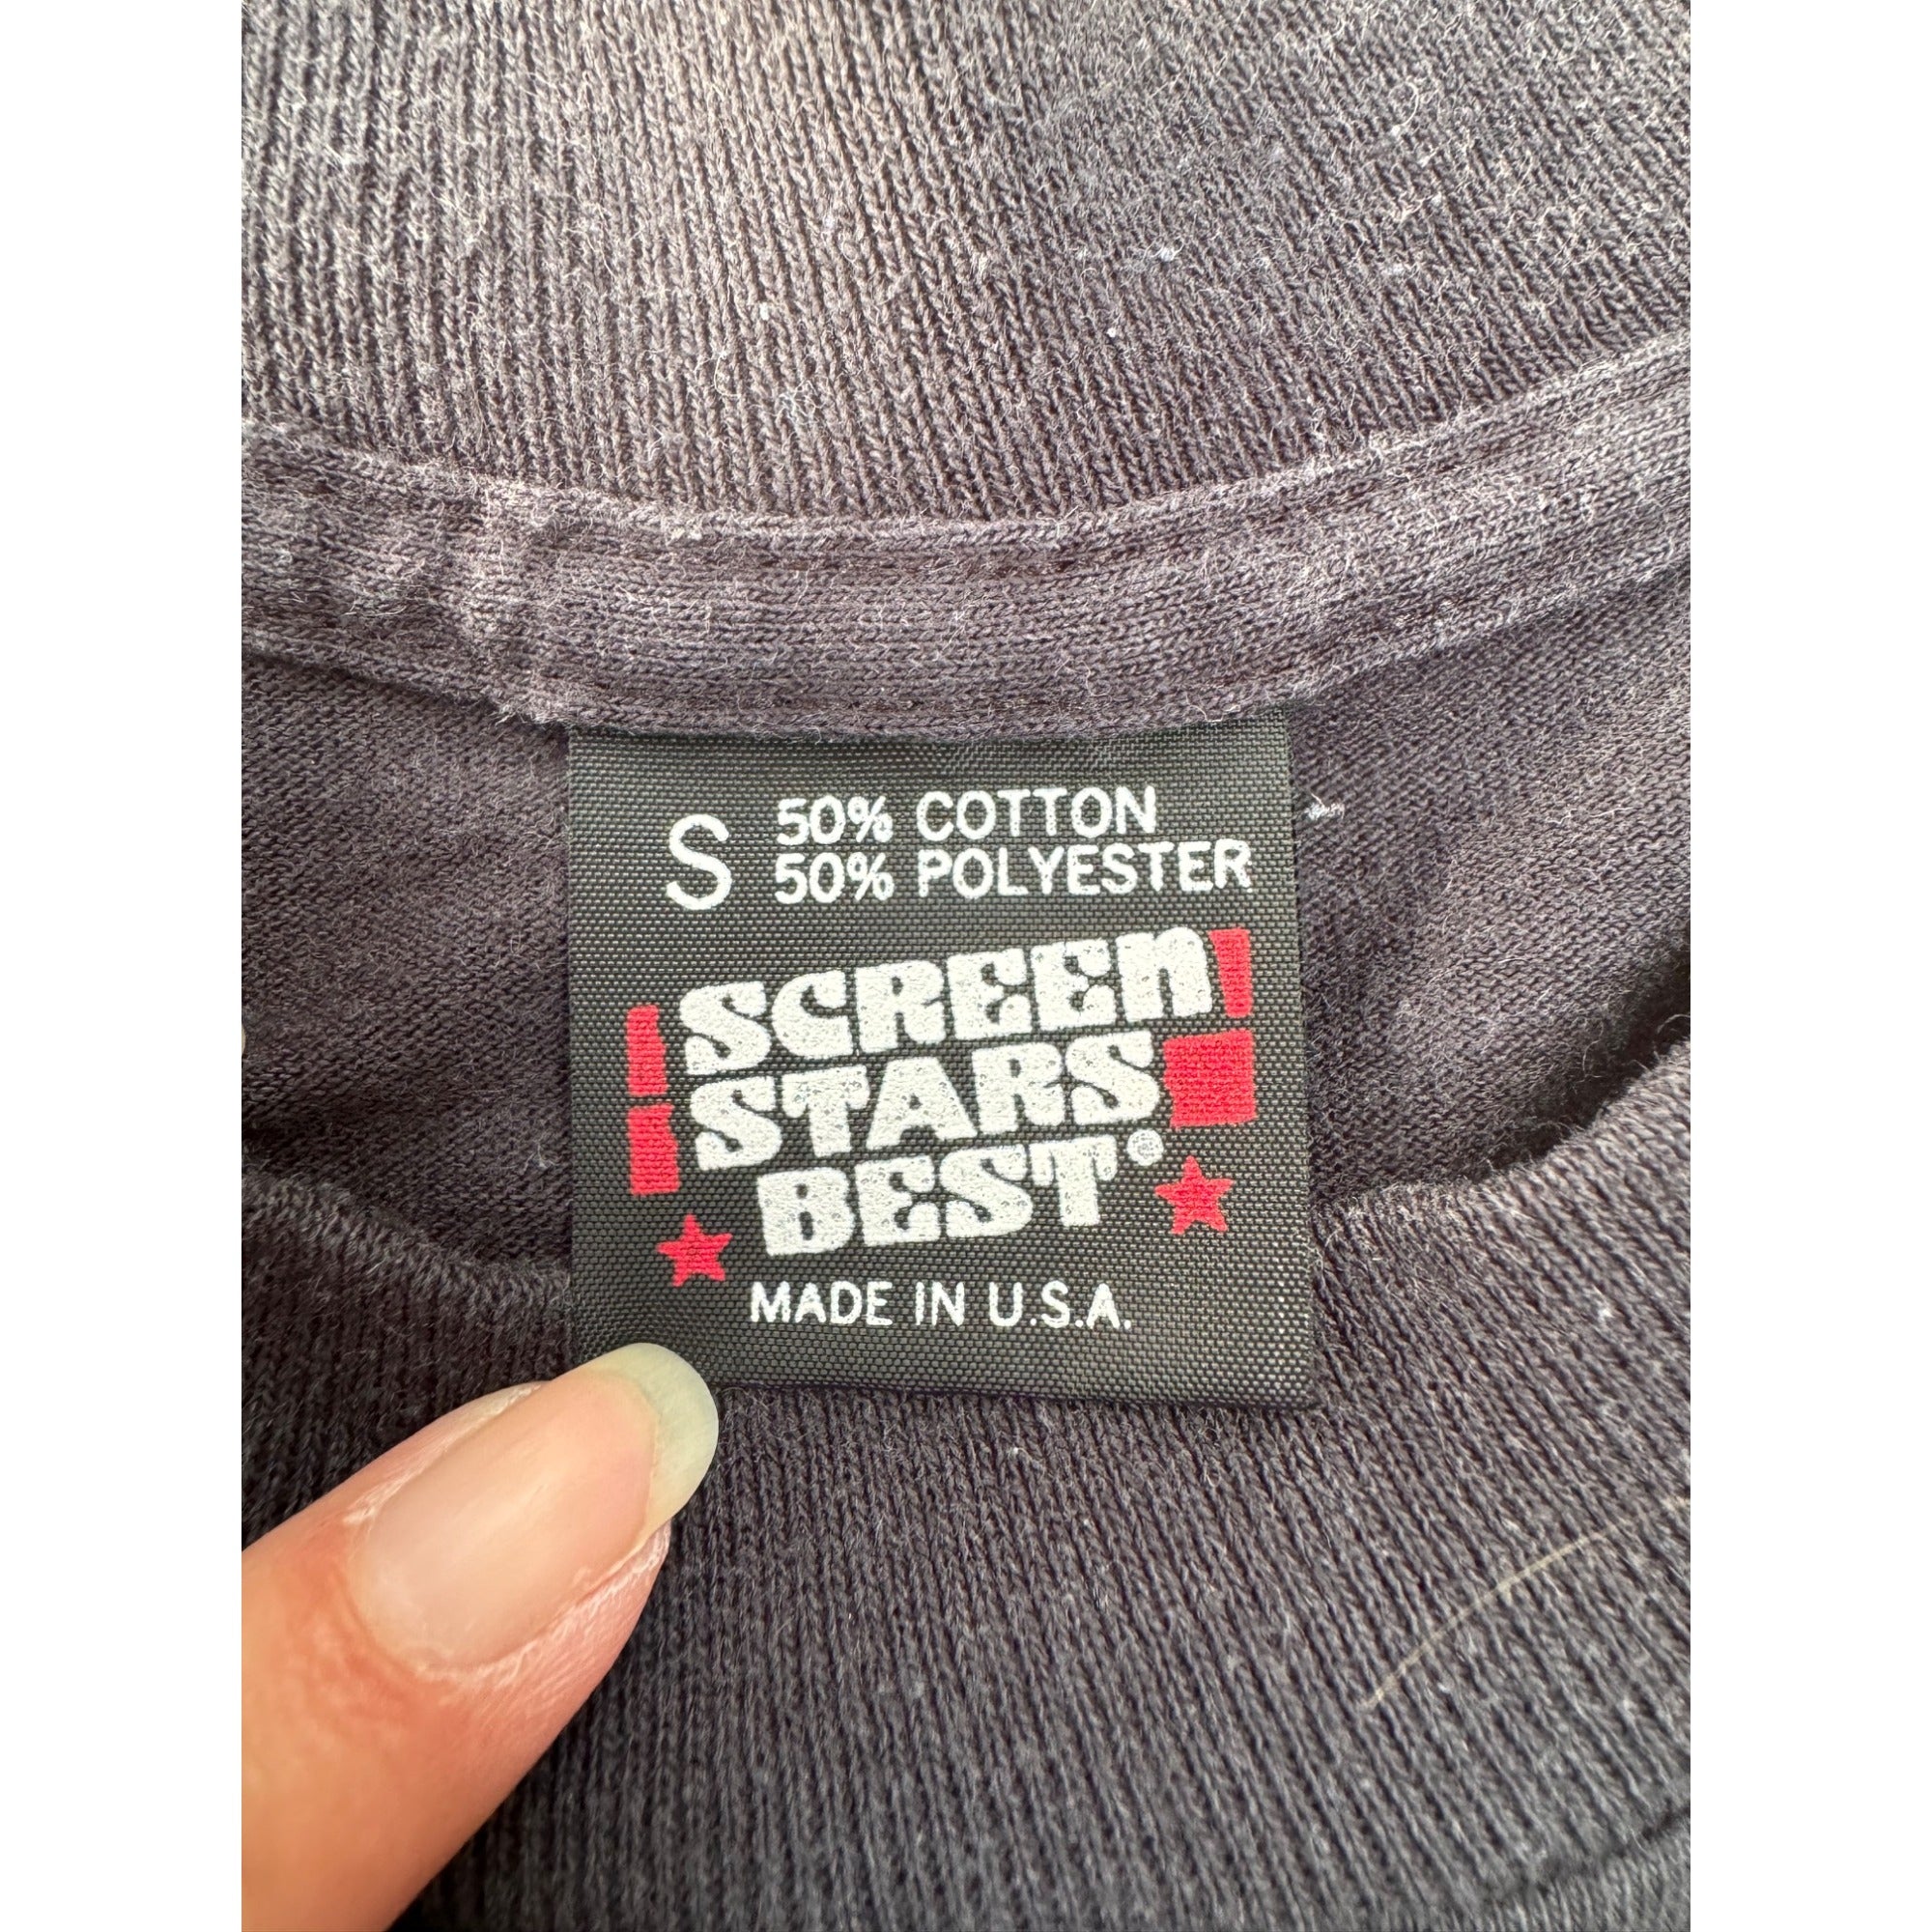 S 50% COTTON
50% POLYESTER
SCREEN
STARS
BEST®
MADE IN U.S.A.